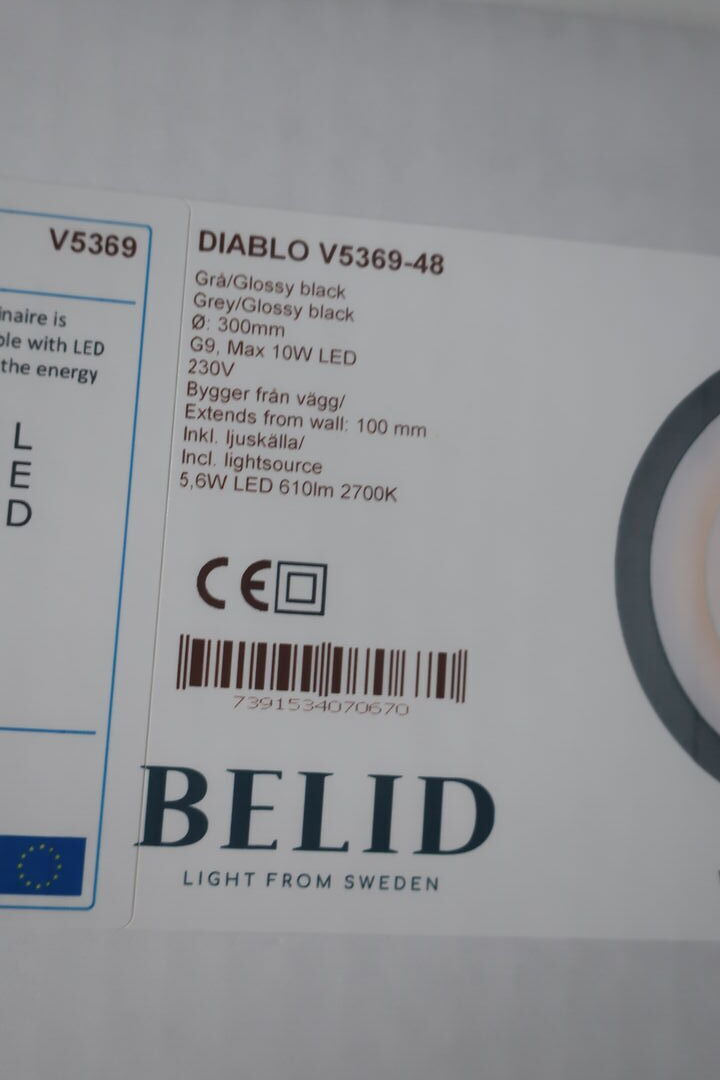 V5369
naire is
ble with LED
the energy
L
E
D
DIABLO V5369-48
Grå/Glossy black
Grey/Glossy black
Ø: 300mm
G9, Max 10W LED
230V
Bygger från vägg/
Extends from wall: 100 mm
Inkl. ljuskälla/
Incl. lightsource
5,6W LED 610lm 2700K
CE
7391534070670
BELID
LIGHT FROM SWEDEN